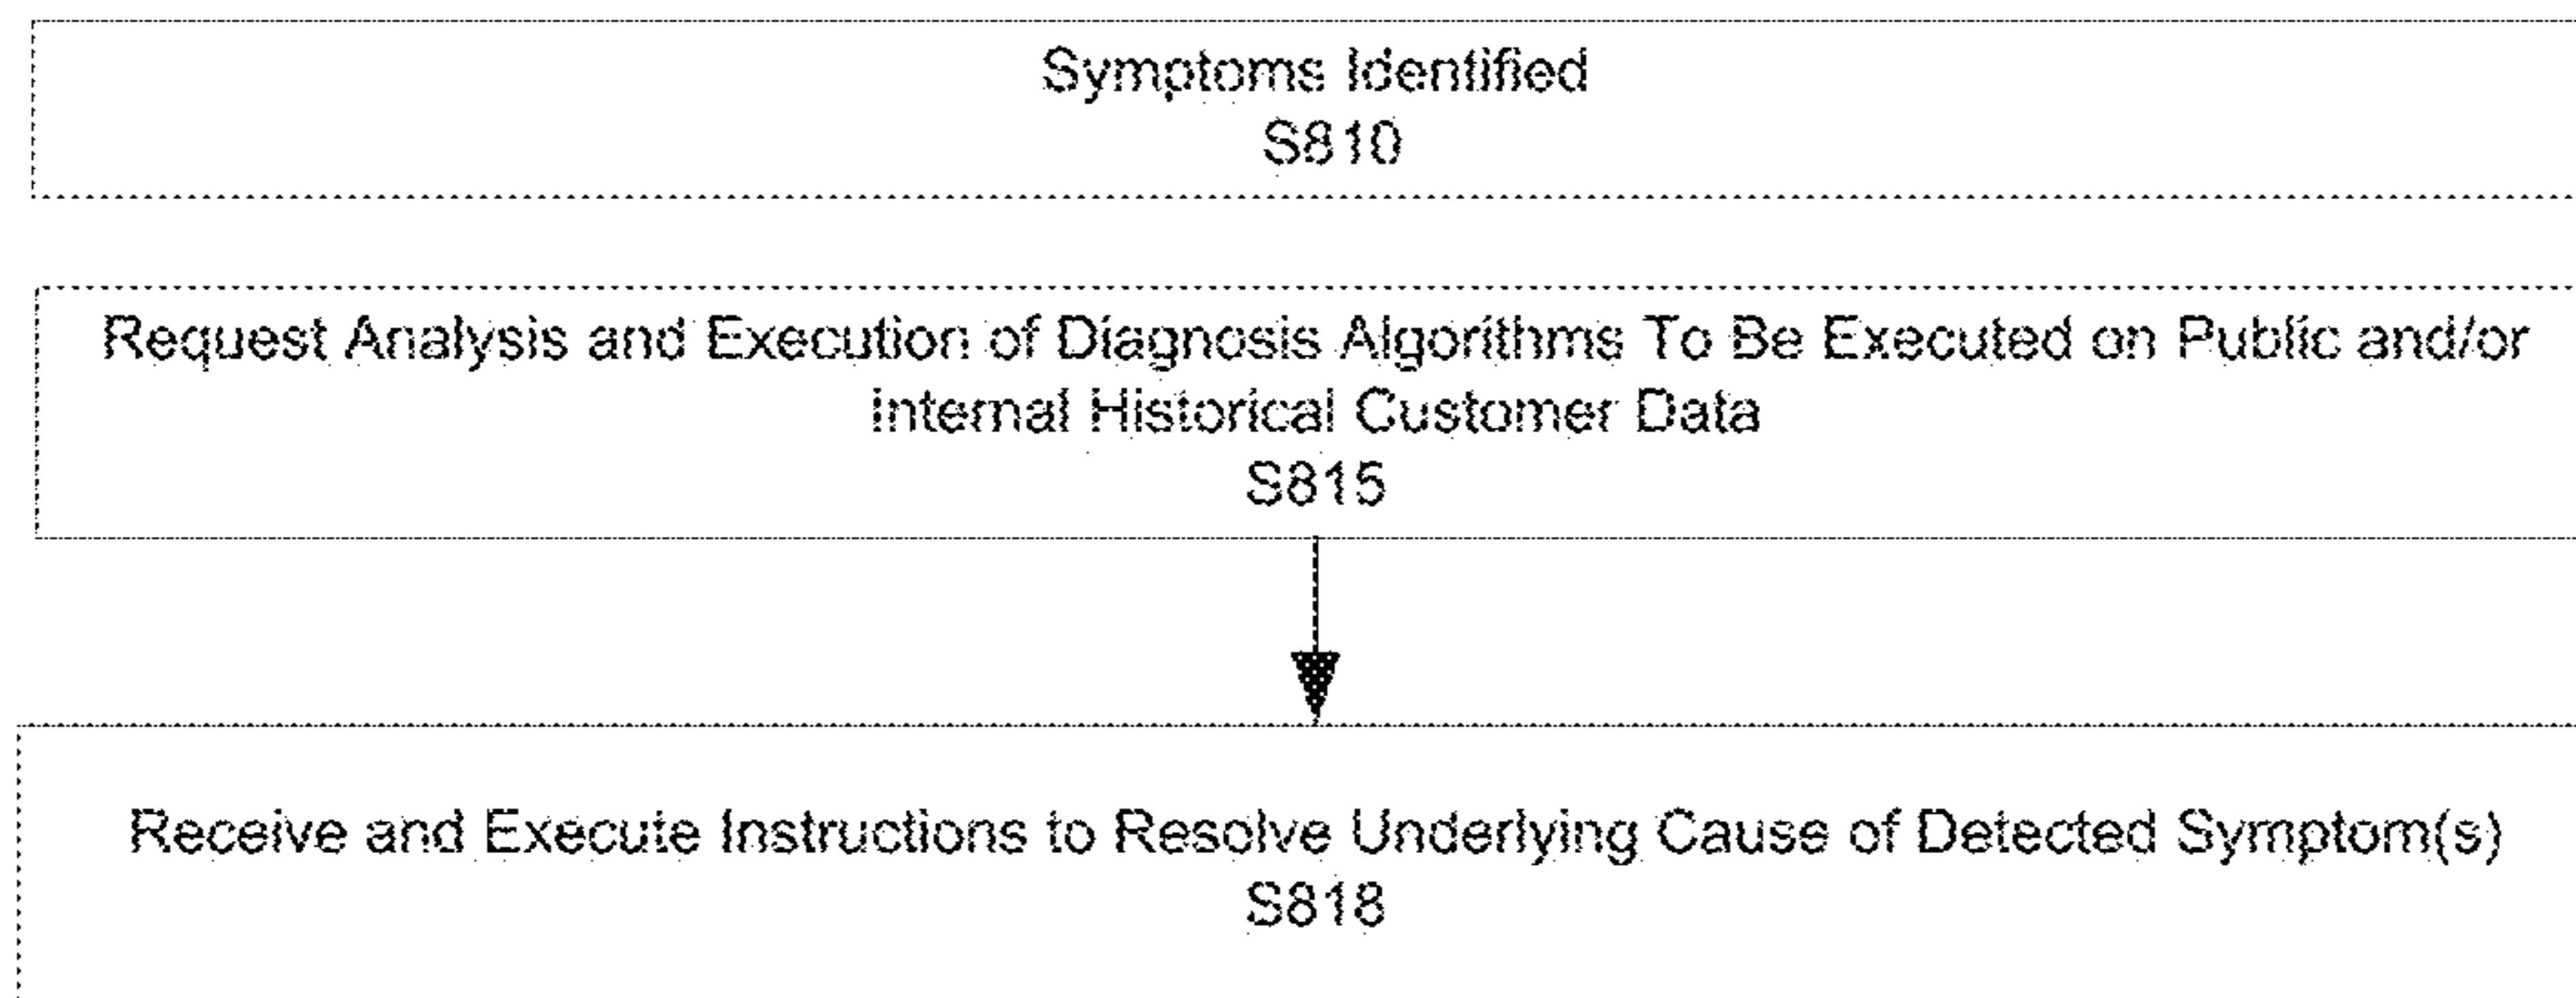 Symptoms Identified
S810
Request Analysis and Execution of Diagnosis Algorithms To Be Executed on Public and/or
Internal Historical Customer Data
S815
Receive and Execute Instructions to Resolve Underlying Cause of Detected Symptom(s)
S818